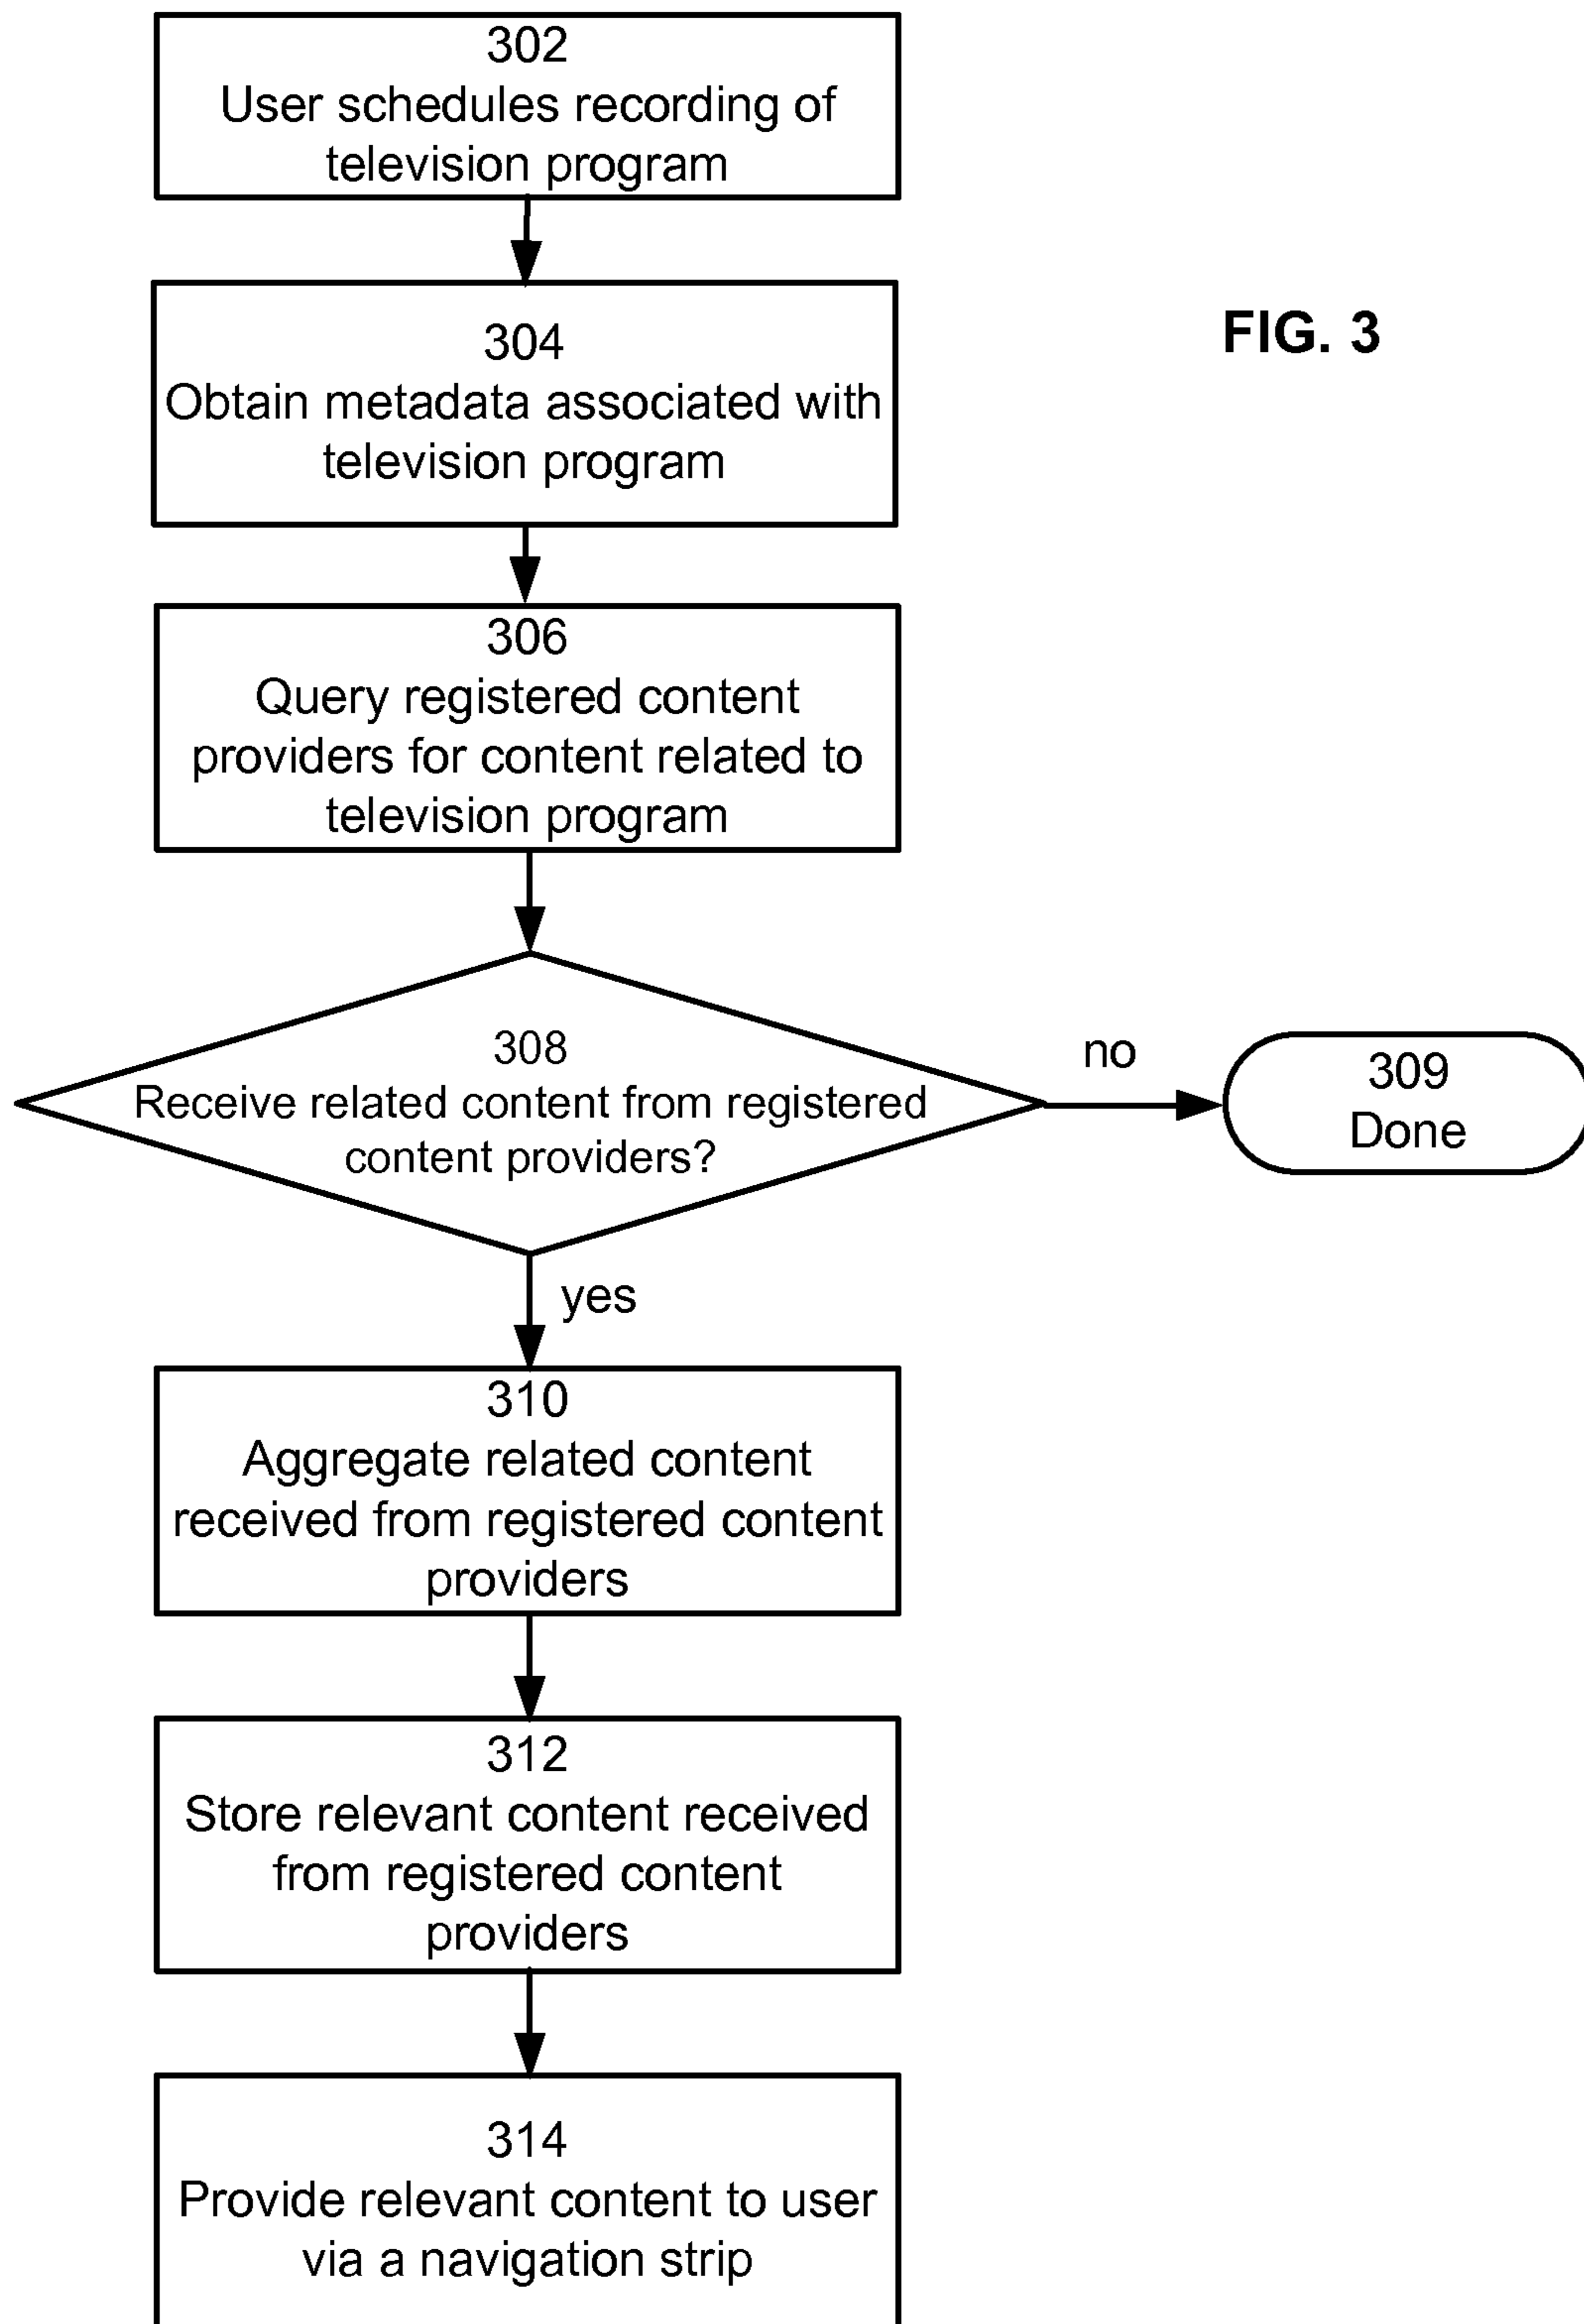 302
User schedules recording of
television program
304
Obtain metadata associated with
television program
FIG. 3
306
Query registered content
providers for content related to
television program
308
Receive related content from registered
content providers?
no
309
Done
yes
310
Aggregate related content
received from registered content
providers
312
Store relevant content received
from registered content
providers
314
Provide relevant content to user
via a navigation strip